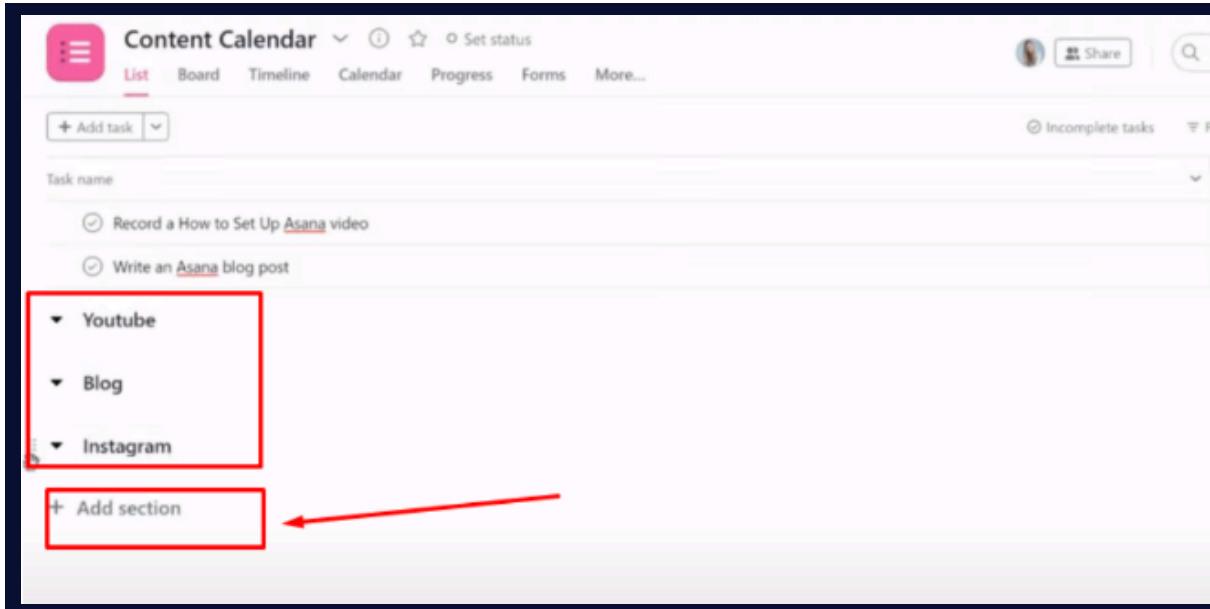 Content Calendar Set status
List Board Timeline Calendar Progress Forms More...
Share
+ Add task
Incomplete tasks
Task name
Record a How to Set Up Asana video
Write an Asana blog post
Youtube
Blog
Instagram
+ Add section